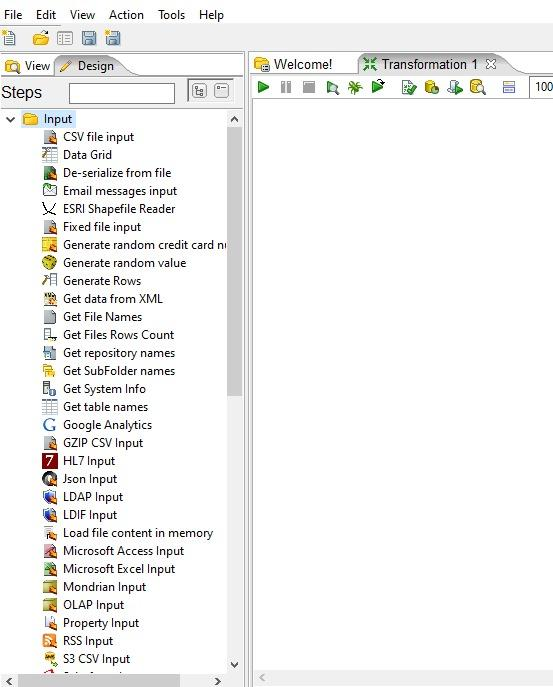 File Edit View Action Tools Help
View Design
Welcome! Transformation 1
Steps
100
Input
CSV file input
Data Grid
De-serialize from file
Email messages input
ESRI Shapefile Reader
Fixed file input
Generate random credit card nu
Generate random value
Generate Rows
Get data from XML
Get File Names
Get Files Rows Count
Get repository names
Get SubFolder names
Get System Info
Get table names
Google Analytics
GZIP CSV Input
HL7 Input
Json Input
LDAP Input
LDIF Input
Load file content in memory
Microsoft Access Input
Microsoft Excel Input
Mondrian Input
OLAP Input
Property Input
RSS Input
S3 CSV Input